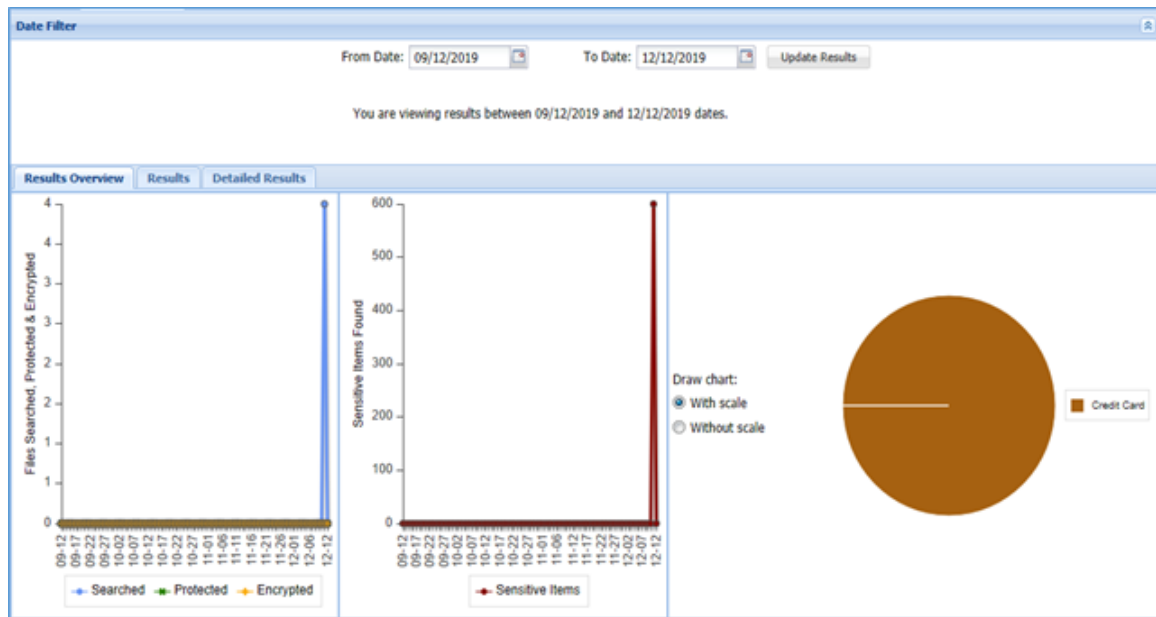 Date Filter
From Date: 09/12/2019 To Date: 12/12/2019 Update Results
You are viewing results between 09/12/2019 and 12/12/2019 dates.
Results Overview Results Detailed Results
Files Searched, Protected & Encrypted
4
4
3
3
2
2
1
1
0
09-12 09-17 09-22 09-27 10-02 10-07 10-12 10-17 10-22 10-27 11-01 11-06 11-11 11-16 11-21 11-26 12-01 12-06 12-12
Searched Protected Encrypted
Sensitive Items Found
600
500
400
300
200
100
0
09-12 09-17 09-22 09-27 10-02 10-07 10-12 10-17 10-22 10-27 11-01 11-06 11-12 11-17 11-22 11-27 12-02 12-07 12-12
Sensitive Items
Draw chart:
With scale
Without scale
Credit Card